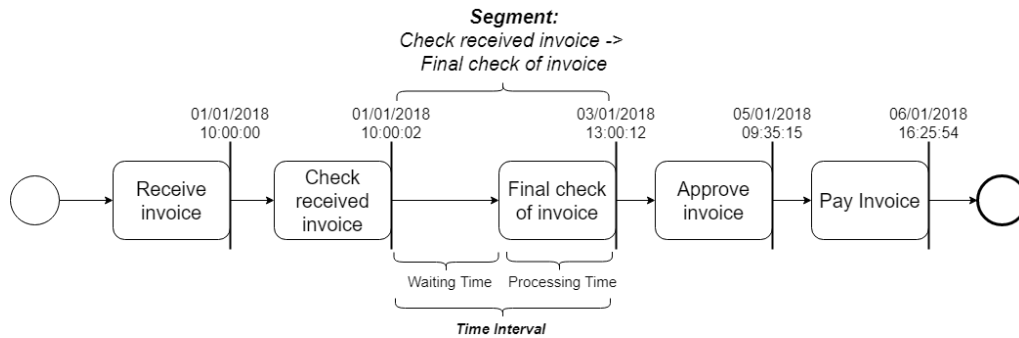 Segment:
Check received invoice ->
Final check of invoice
01/01/2018
10:00:00
01/01/2018
10:00:02
03/01/2018
13:00:12
05/01/2018
09:35:15
06/01/2018
16:25:54
Receive
invoice
Check
received
invoice
Final check
of invoice
Approve
invoice
Pay Invoice
Waiting Time
Processing Time
Time Interval